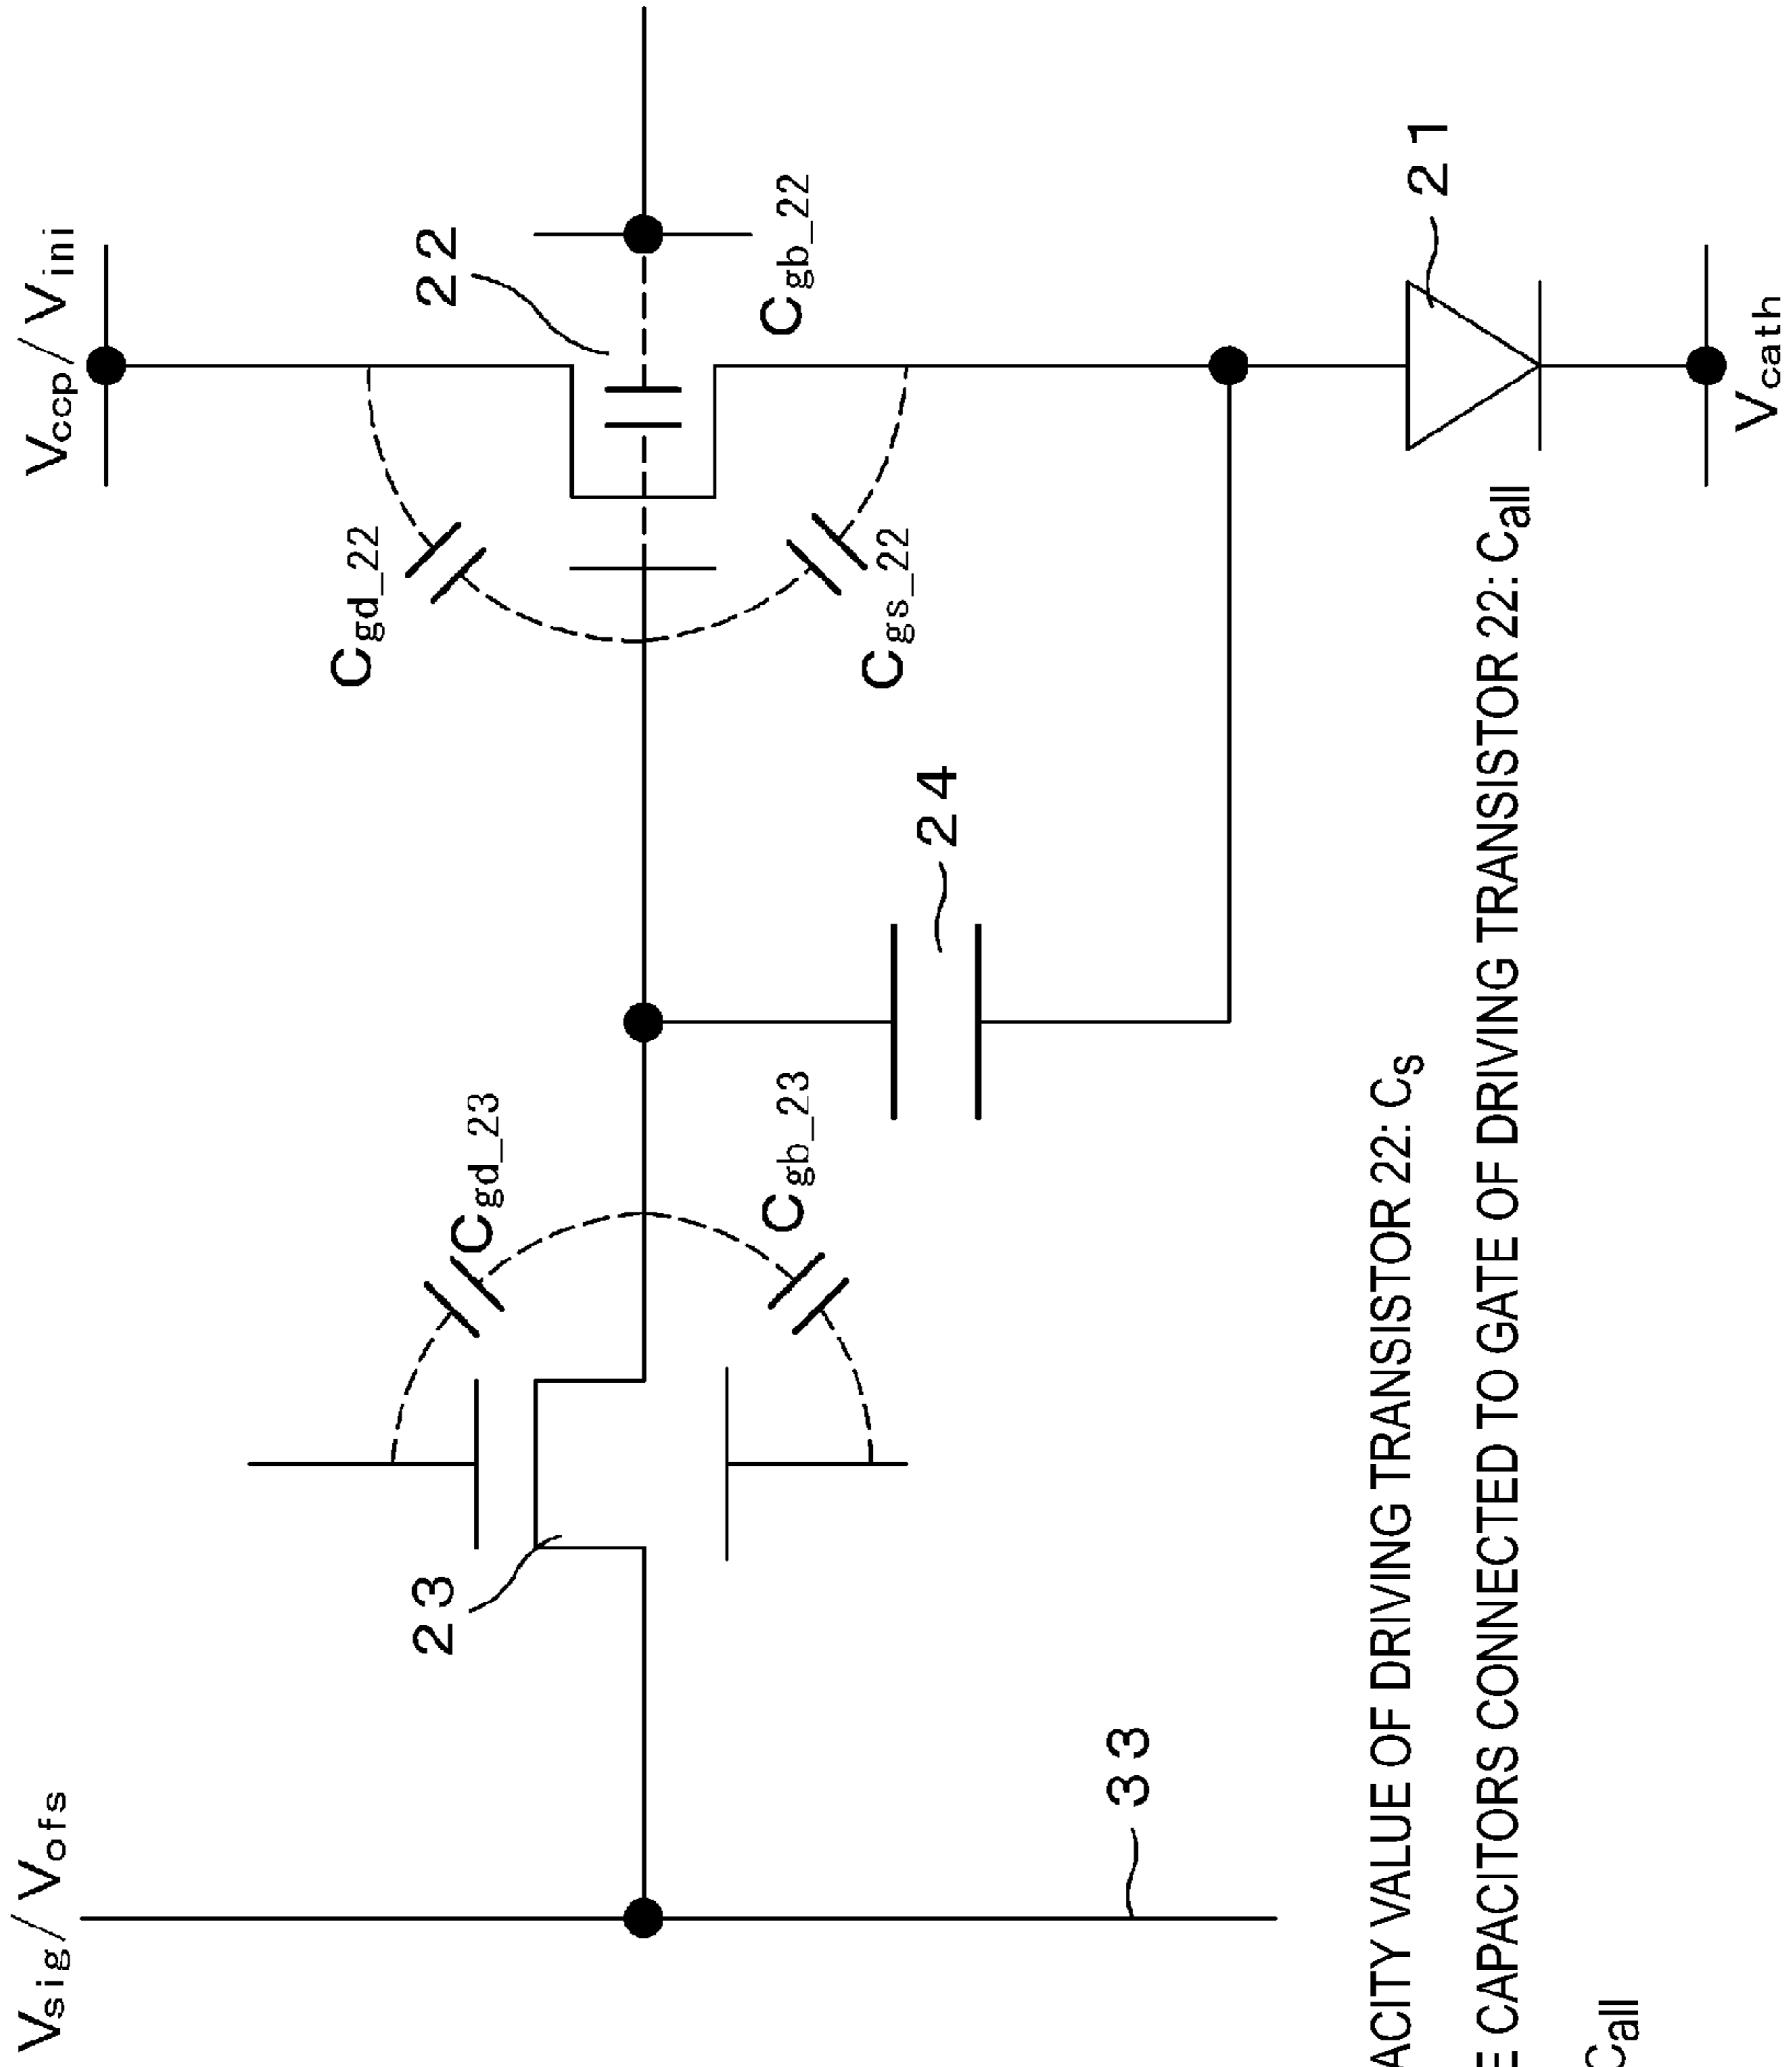 Vsig/Vofs
Vccp/Vini
22
Cgb_22
Cgd_22
Cgs_22
23
Cgd_23
Cgb_23
24
33
21
Vcath
ACITY VALUE OF DRIVING TRANSISTOR 22: Cs
E CAPACITORS CONNECTED TO GATE OF DRIVING TRANSISTOR 22: Call
Call